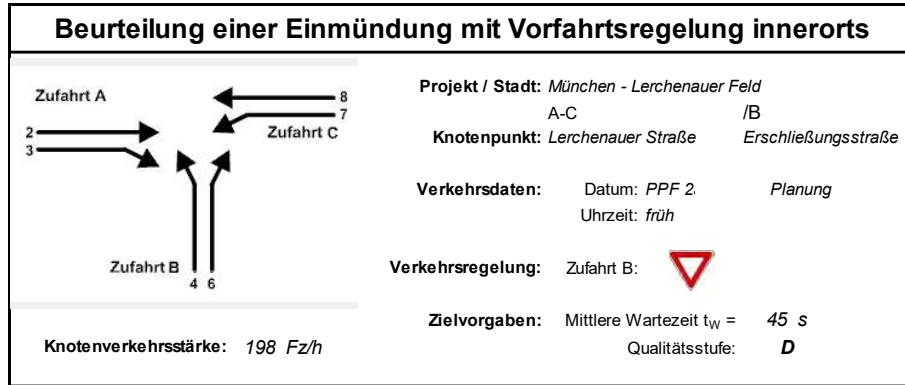 Beurteilung einer Einmündung mit Vorfahrtsregelung innerorts
Zufahrt A
2
3
8
7
Zufahrt C
Zufahrt B
4 6
Knotenverkehrsstärke: 198 Fz/h
Projekt / Stadt: München - Lerchenauer Feld
A-C /B
Knotenpunkt: Lerchenauer Straße Erschließungsstraße
Verkehrsdaten: Datum: PPF 2 Planung
Uhrzeit: früh
Verkehrsregelung: Zufahrt B:
Zielvorgaben: Mittlere Wartezeit tW = 45 s
Qualitätsstufe: D